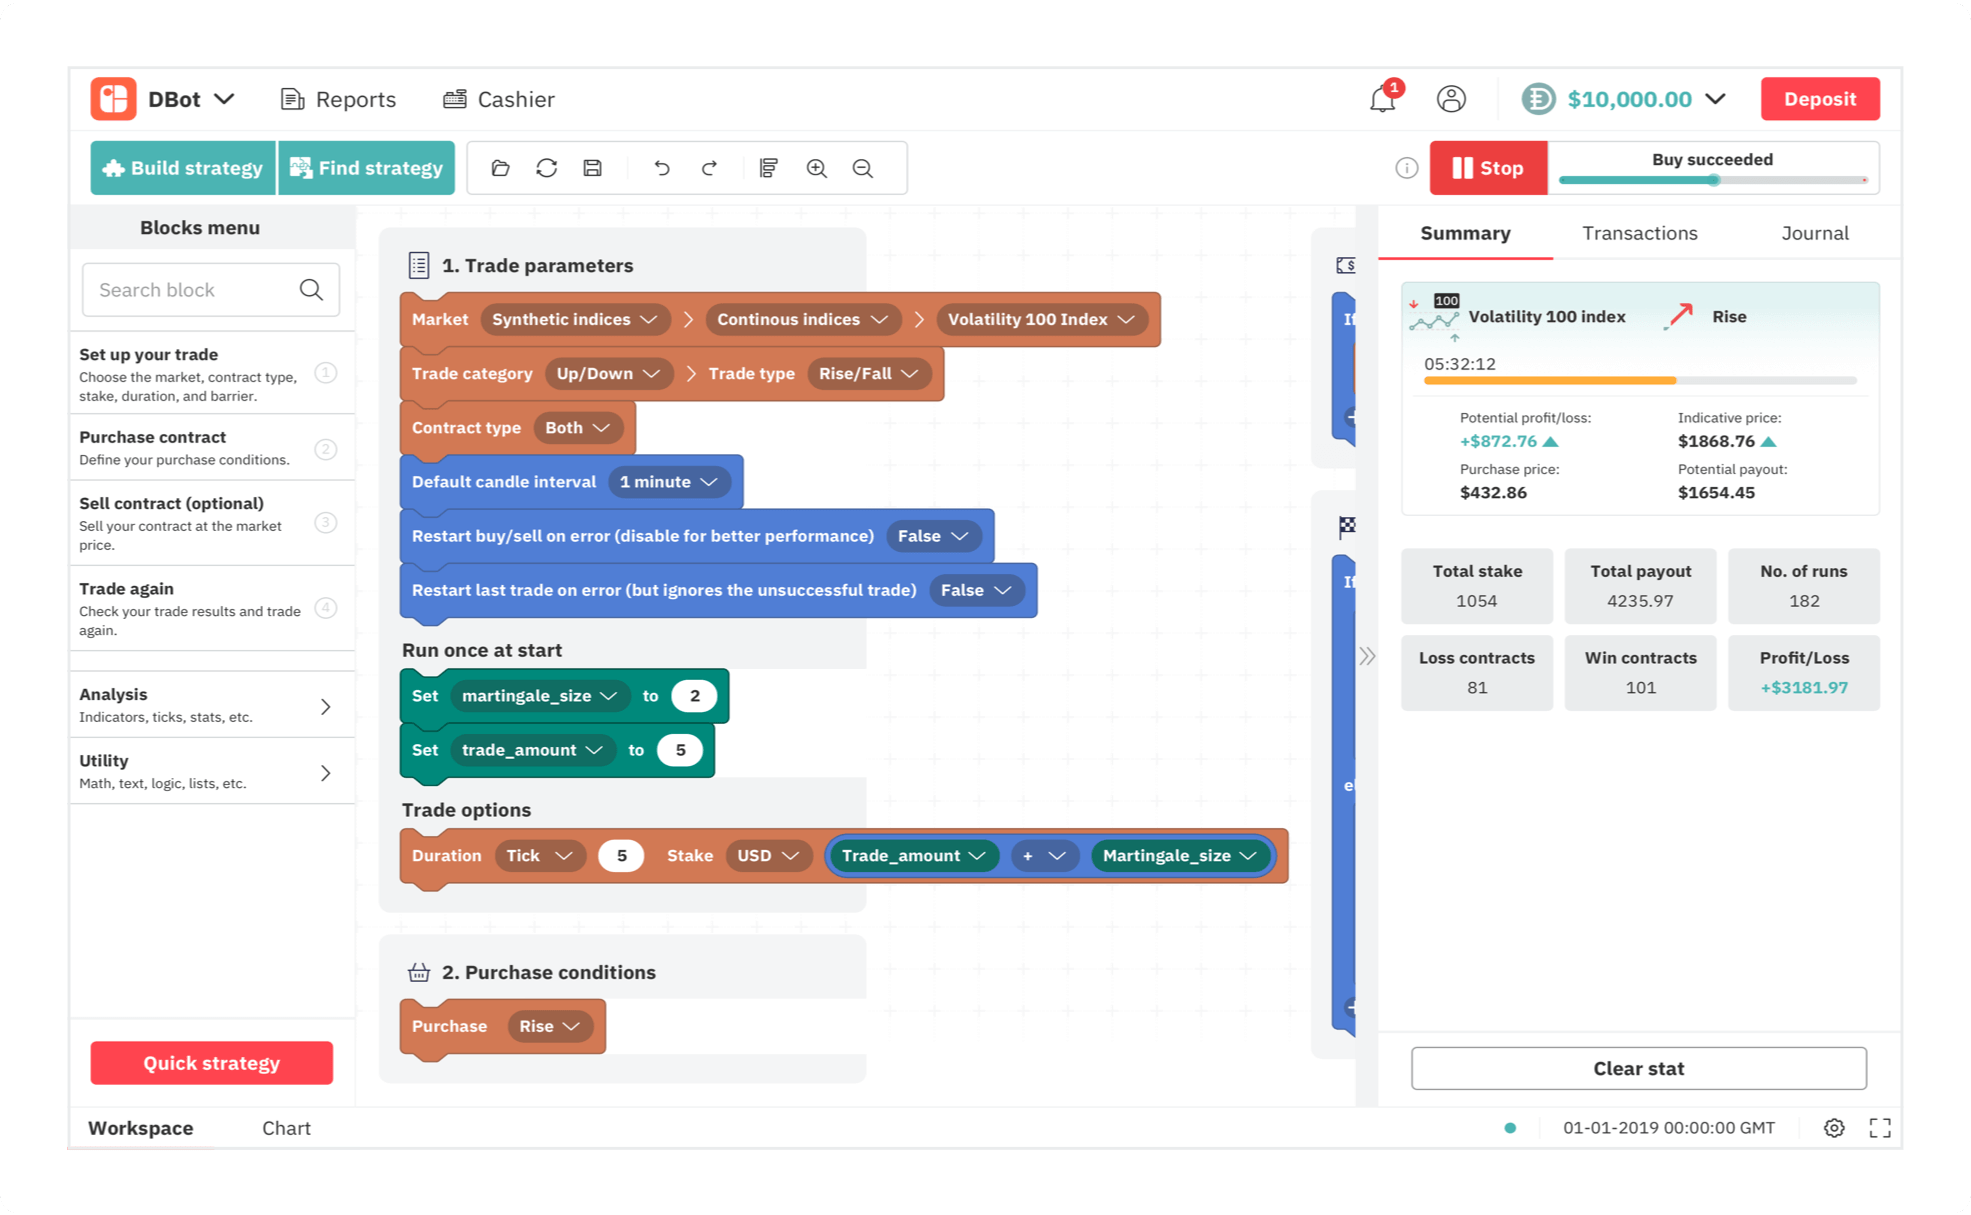 DBot
Reports
Cashier
1
$10,000.00
Deposit
Build strategy
Find strategy
Stop
Buy succeeded
Blocks menu
Search block
Set up your trade
Choose the market, contract type,
stake, duration, and barrier.
1
Purchase contract
Define your purchase conditions.
2
Sell contract (optional)
Sell your contract at the market
price.
3
Trade again
Check your trade results and trade
again.
4
Analysis
Indicators, ticks, stats, etc.
Utility
Math, text, logic, lists, etc.
Quick strategy
1. Trade parameters
Market Synthetic indices Continous indices Volatility 100 Index
Trade category Up/Down Trade type Rise/Fall
Contract type Both
Default candle interval 1 minute
Restart buy/sell on error (disable for better performance) False
Restart last trade on error (but ignores the unsuccessful trade) False
Run once at start
Set martingale_size to 2
Set trade_amount to 5
Trade options
Duration Tick 5 Stake USD Trade_amount + Martingale_size
2. Purchase conditions
Purchase Rise
Summary
Transactions
Journal
100
Volatility 100 index
Rise
05:32:12
Potential profit/loss:
+$872.76
Indicative price:
$1868.76
Purchase price:
$432.86
Potential payout:
$1654.45
Total stake
1054
Total payout
4235.97
No. of runs
182
Loss contracts
81
Win contracts
101
Profit/Loss
+$3181.97
Clear stat
Workspace
Chart
01-01-2019 00:00:00 GMT